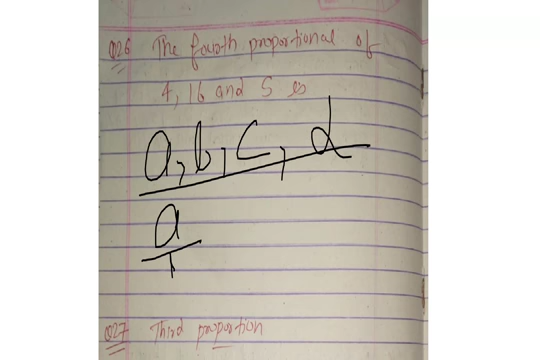 Q26 The fourth proportional of
4, 16 and 5 is
a, b, c, d
a
Q27 Third proportion